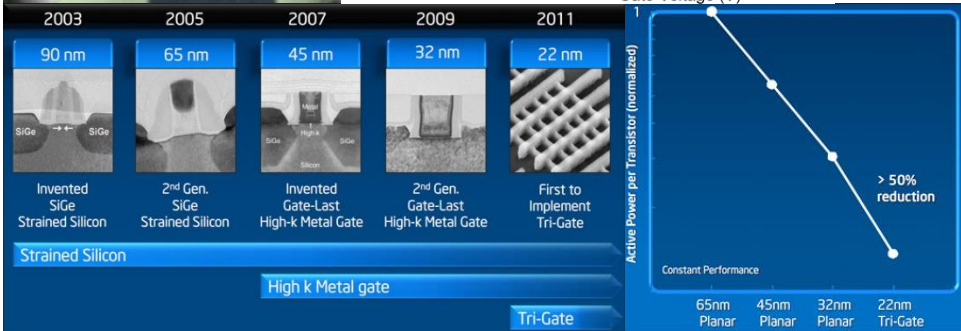 2003
2005
2007
2009
2011
90 nm
65 nm
45 nm
32 nm
22 nm
SiGe
SiGe
Metal
High-k
SiGe
SiGe
Silicon
Invented
SiGe
Strained Silicon
2nd Gen.
SiGe
Strained Silicon
Invented
Gate-Last
High-k Metal Gate
2nd Gen.
Gate-Last
High-k Metal Gate
First to
Implement
Tri-Gate
Strained Silicon
High k Metal gate
Tri-Gate
1
Active Power per Transistor (normalized)
> 50%
reduction
Constant Performance
65nm
Planar
45nm
Planar
32nm
Planar
22nm
Tri-Gate